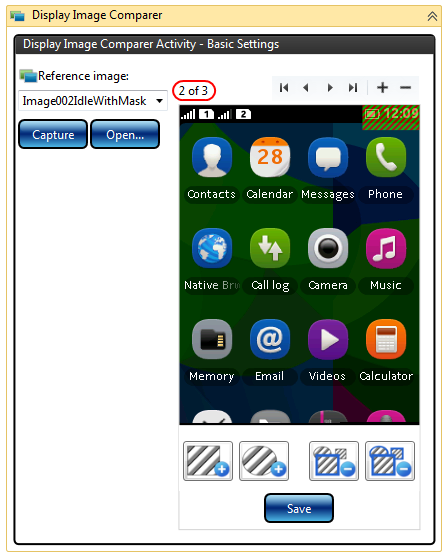 Display Image Comparer
Display Image Comparer Activity - Basic Settings
Reference image:
Image002IdleWithMask
2 of 3
Capture
Open...
1 2 12:09
28
Contacts Calendar Messages Phone
Native Bro Call log Camera Music
Memory Email Videos Calculator
Save